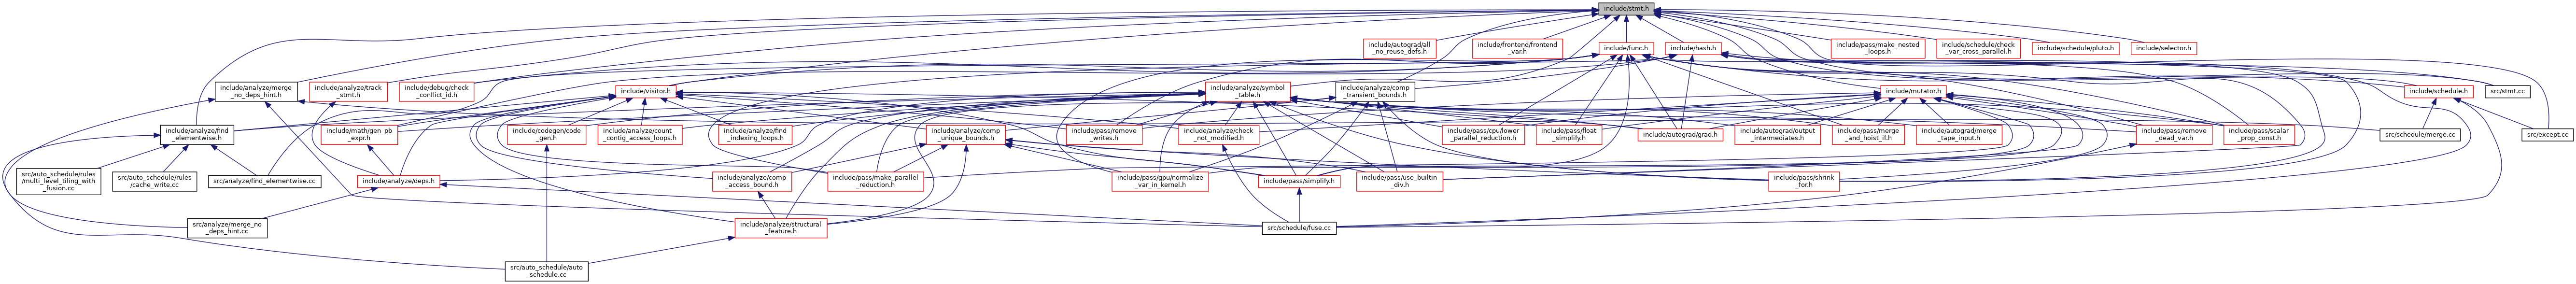 include/stmt.h
include/autograd/all
_no_reuse_defs.h
include/frontend/frontend
_var.h
include/func.h
include/hash.h
include/pass/make_nested
_loops.h
include/schedule/check
_var_cross_parallel.h
include/schedule/pluto.h
include/selector.h
include/analyze/merge
_no_deps_hint.h
include/analyze/track
_stmt.h
include/debug/check
_conflict_id.h
include/visitor.h
include/analyze/symbol
_table.h
include/analyze/comp
_transient_bounds.h
include/mutator.h
include/schedule.h
src/stmt.cc
include/analyze/find
_elementwise.h
include/math/gen_pb
_expr.h
include/codegen/code
_gen.h
include/analyze/count
_contig_access_loops.h
include/analyze/find
_indexing_loops.h
include/analyze/comp
_unique_bounds.h
include/pass/remove
_writes.h
include/analyze/check
_not_modified.h
include/pass/gpu/lower
_parallel_reduction.h
include/pass/float
_simplify.h
include/autograd/grad.h
include/autograd/output
_intermediates.h
include/pass/merge
_and_hoist_if.h
include/autograd/merge
_tape_input.h
include/pass/remove
_dead_var.h
include/pass/scalar
_prop_const.h
src/schedule/merge.cc
src/except.cc
src/auto_schedule/rules
/multi_level_tiling_with
_fusion.cc
src/auto_schedule/rules
/cache_write.cc
src/analyze/find_elementwise.cc
include/analyze/deps.h
include/analyze/comp
_access_bound.h
include/pass/make_parallel
_reduction.h
include/pass/gpu/normalize
_var_in_kernel.h
include/pass/simplify.h
include/pass/use_builtin
_div.h
include/pass/shrink
_for.h
src/analyze/merge_no
_deps_hint.cc
include/analyze/structural
_feature.h
src/schedule/fuse.cc
src/auto_schedule/auto
_schedule.cc